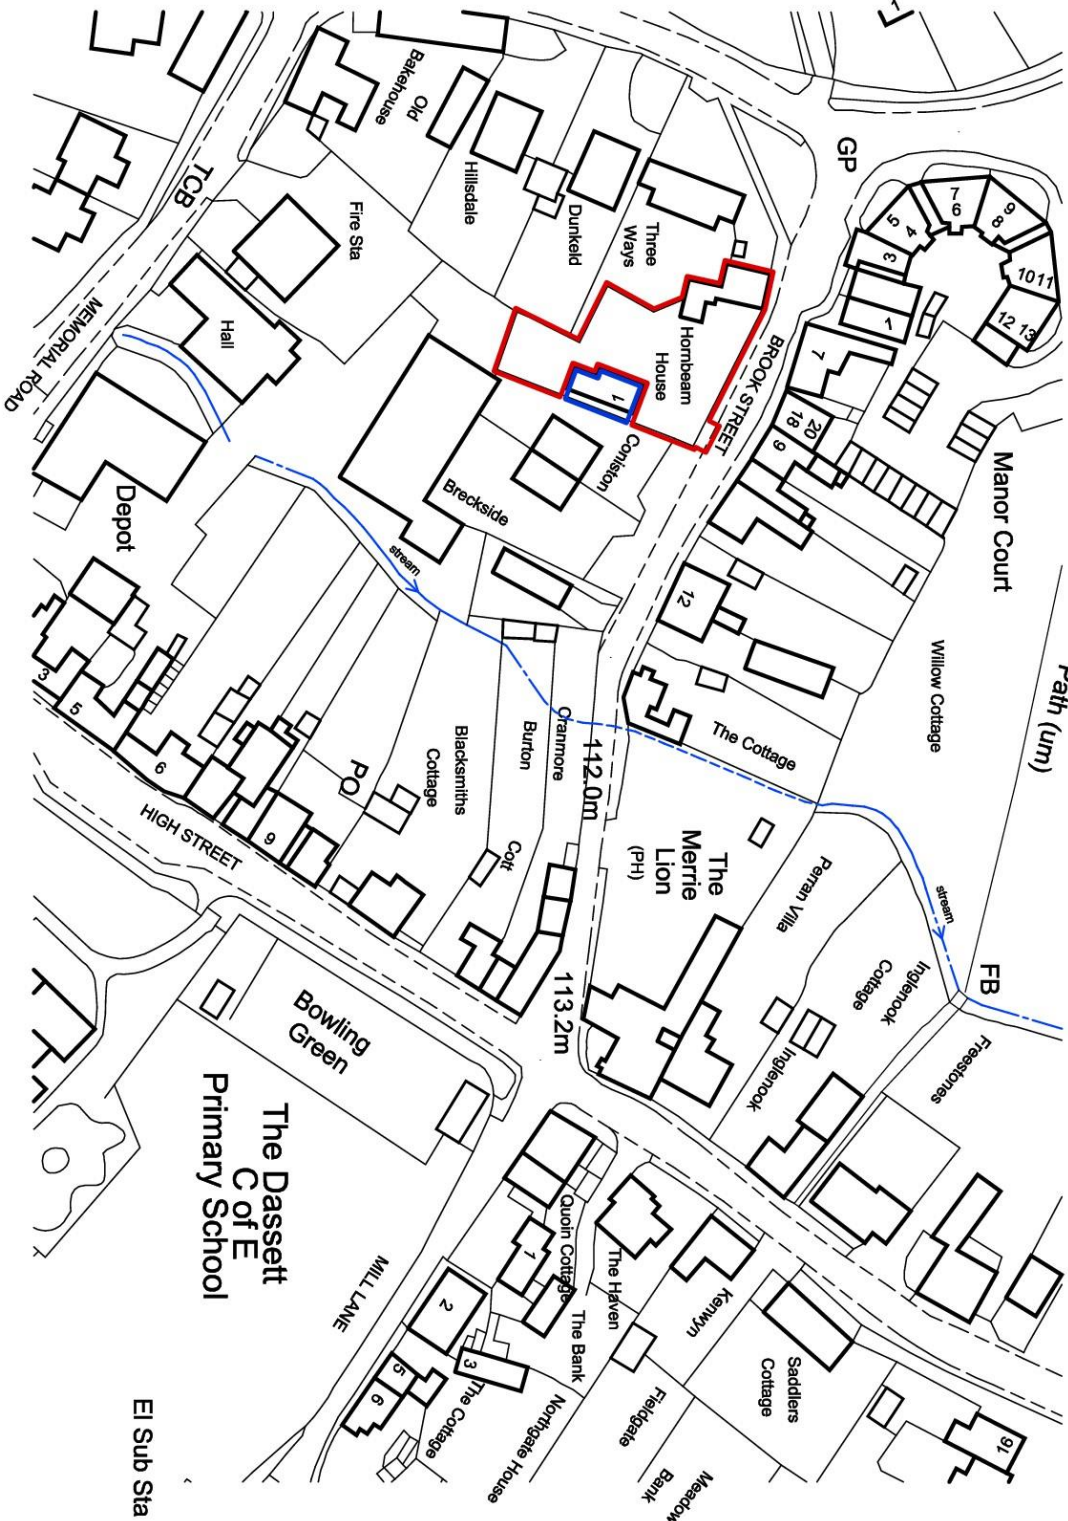 1
GP
Old
Bakehouse
Hillsdale
Dunkeld
Three
Ways
TCB
Fire Sta
Hall
MEMORIAL ROAD
Hornbeam
House
1
BROOK STREET
7
6
9
8
5
4
3
10 11
12 13
1
7
18
20
9
Manor Court
Coniston
Breckside
Depot
stream
12
Willow Cottage
Path (um)
The Cottage
Cranmore
Burton
Cott
112.0m
Blacksmiths
Cottage
PO
3
5
6
9
HIGH STREET
The
Merrie
Lion
(PH)
Perran Villa
stream
Inglenook
Cottage
FB
Freestones
Inglenook
113.2m
Bowling
Green
The Dassett
C of E
Primary School
MILL LANE
Quoin Cottage
1
The Haven
The Bank
2
3
5
6
The Cottage
Northgate House
Kenwyn
Saddlers
Cottage
Fieldgate
Meadow
Bank
16
El Sub Sta